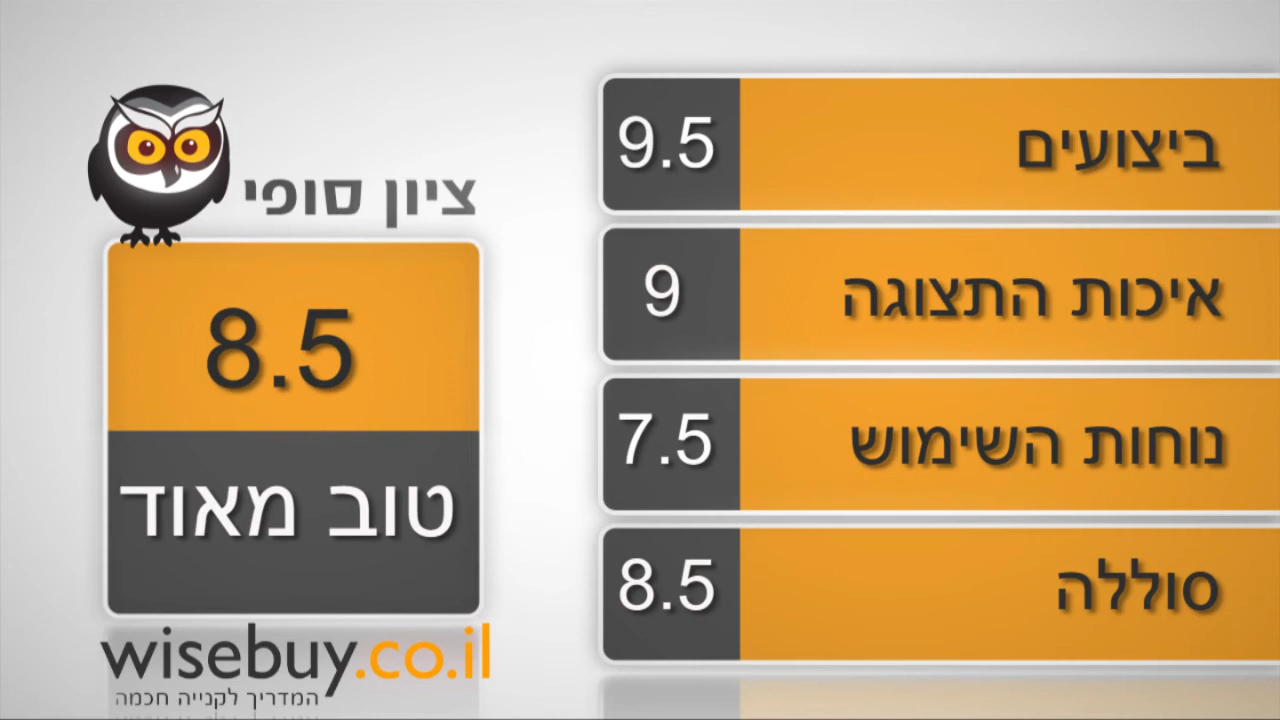 ציון סופי
8.5
טוב מאוד
wisebuy.co.il
המדריך לקנייה חכמה
ביצועים 9.5
איכות התצוגה 9
נוחות השימוש 7.5
סוללה 8.5